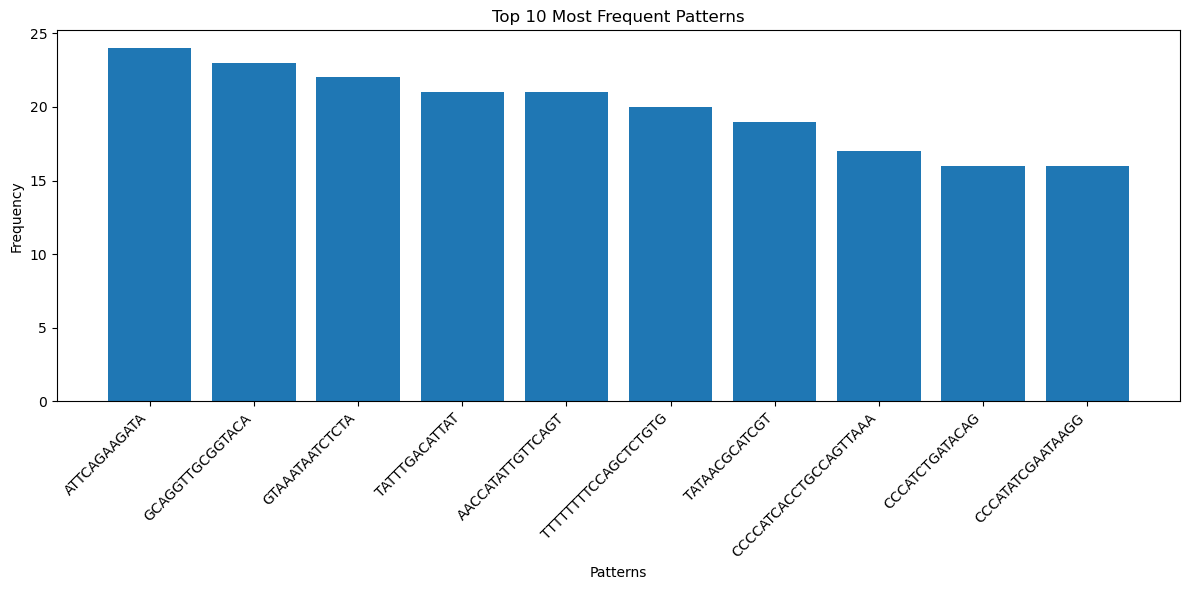 Top 10 Most Frequent Patterns
Frequency
25
20
15
10
5
0
ATTCAGAAGATA
GCAGGTTGCGGTACA
GTAAATAATCTCTA
TATTTGACATTAT
AACCATATTGTTCAGT
TTTTTTTTCCAGCTCTGTG
TATAACGCATCGT
CCCCATCACCTGCCAGTTAAA
CCCATCTGATACAG
CCCATATCGAATAAGG
Patterns